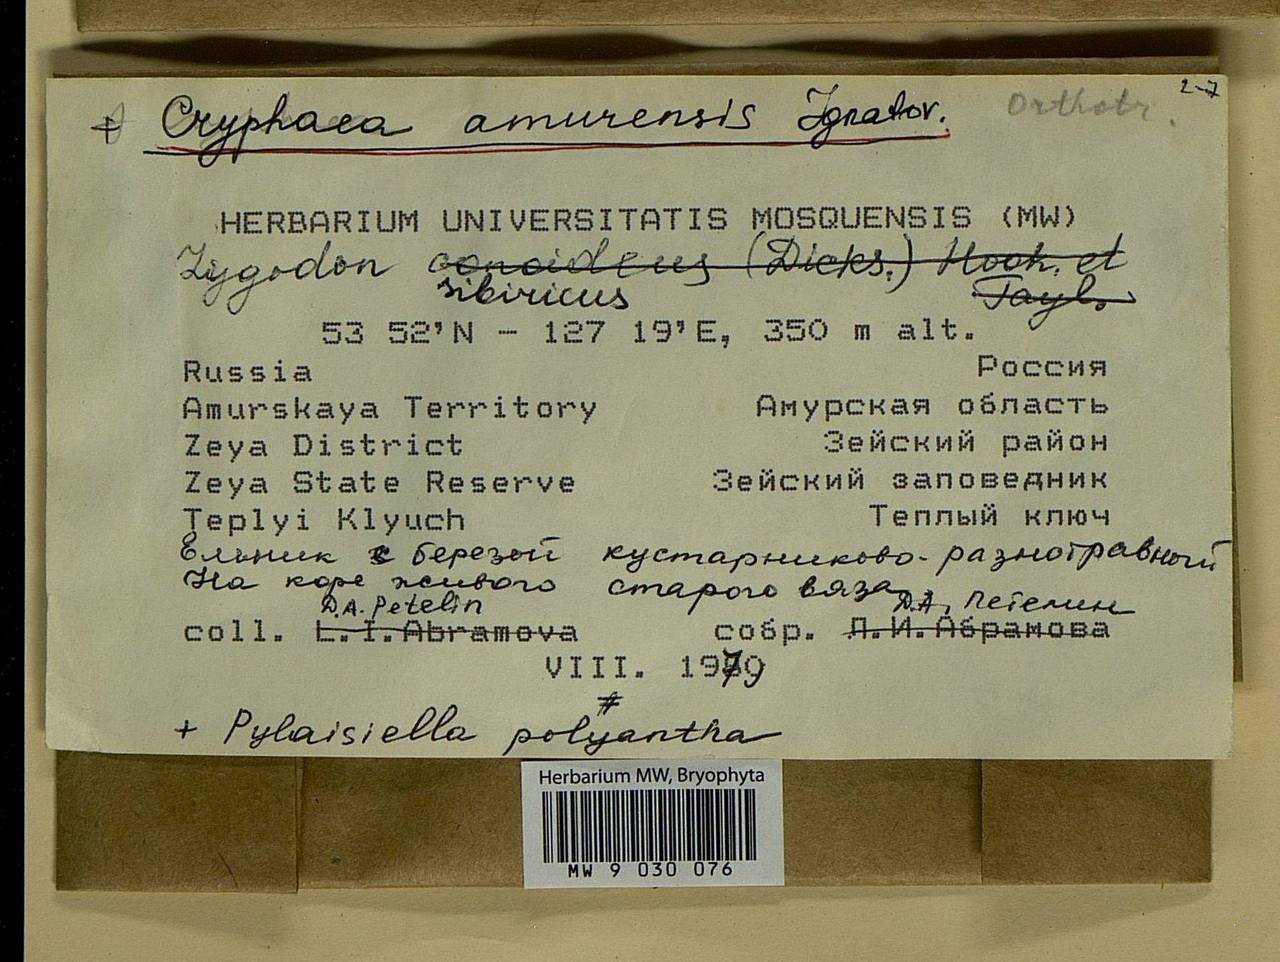 2-7
Orthotr.
+ Cryphaea amurensis Ignatov.
HERBARIUM UNIVERSITATIS MOSQUENSIS (MW)
Zygodon conoideus (Dicks.) Hook. et
sibiricus Tayl.
53 52'N - 127 19'E, 350 m alt.
Russia Россия
Amurskaya Territory Амурская область
Zeya District Зейский район
Zeya State Reserve Зейский заповедник
Teplyi Klyuch Теплый ключ
Ельник с березой кустарниково-разнотравный
На коре живого старого вяза
D.A. Petelin Д.А. Петелин
coll. L.I.Abramova собр. Л.И.Абрамова
VIII. 1979
#
+ Pylaisiella polyantha
Herbarium MW, Bryophyta
MW 9 030 076